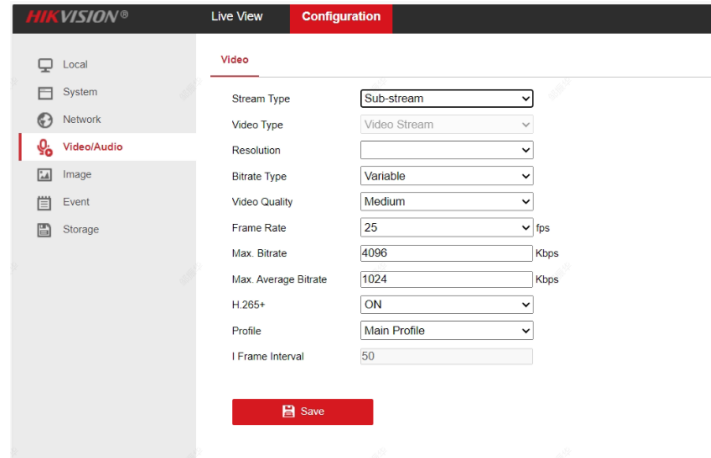 HIKVISION® Live View Configuration
Local
System
Network
Video/Audio
Image
Event
Storage
Video
Stream Type Sub-stream
Video Type Video Stream
Resolution
Bitrate Type Variable
Video Quality Medium
Frame Rate 25 fps
Max. Bitrate 4096 Kbps
Max. Average Bitrate 1024 Kbps
H.265+ ON
Profile Main Profile
I Frame Interval 50
Save